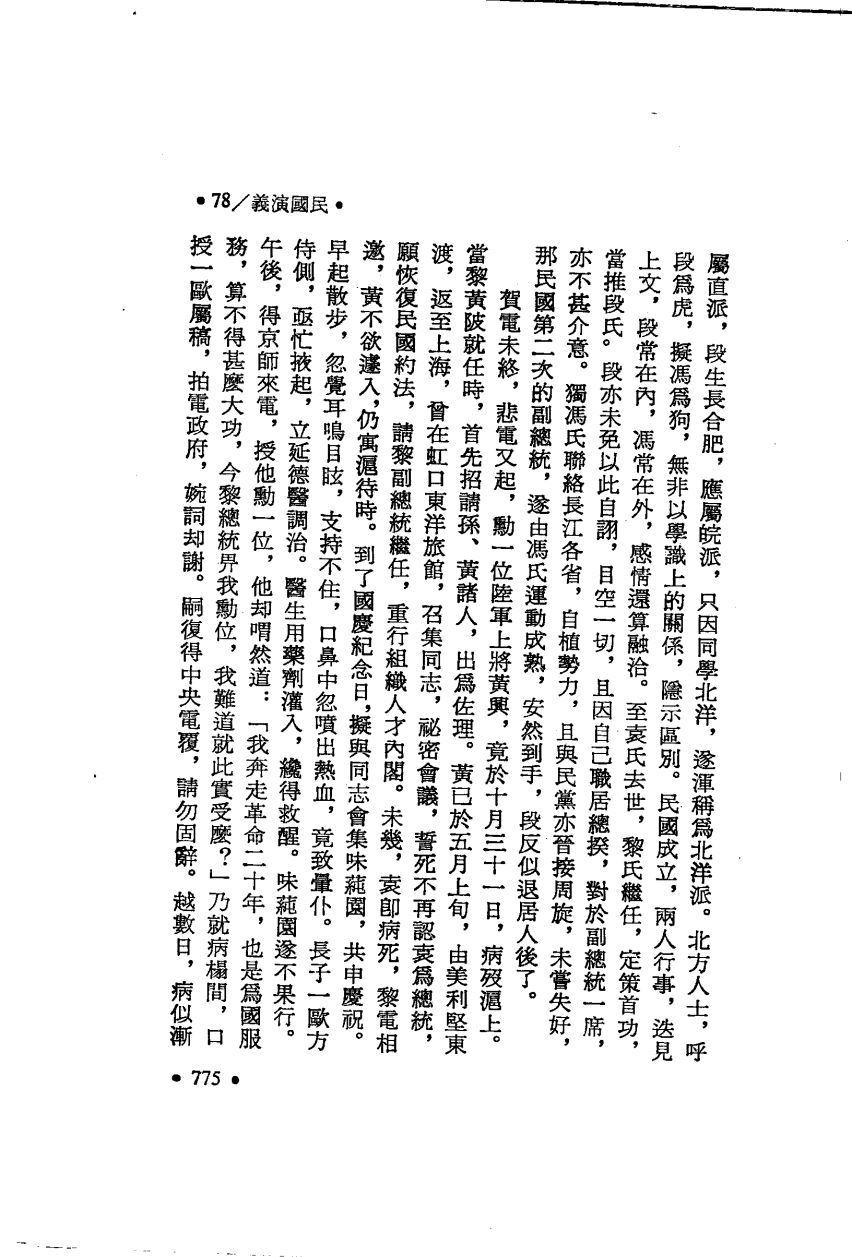 •78／義演國民•
屬直派，段生長合肥，應屬皖派，只因同學北洋，遂渾稱爲北洋派。北方人士，呼
段爲虎，擬馮爲狗，無非以學識上的關係，隱示區別。民國成立，兩人行事，迭見
上文，段常在內，馮常在外，感情還算融洽。至袁氏去世，黎氏繼任，定策首功，
當推段氏。段亦未免以此自詡，目空一切，且因自己職居總揆，對於副總統一席，
亦不甚介意。獨馮氏聯絡長江各省，自植勢力，且與民黨亦晉接周旋，未嘗失好，
那民國第二次的副總統，遂由馮氏運動成熟，安然到手，段反似退居人後了。
賀電未終，悲電又起，勳一位陸軍上將黃興，竟於十月三十一日，病歿滬上。
當黎黃陂就任時，首先招請孫、黃諸人，出爲佐理。黃已於五月上旬，由美利堅東
渡，返至上海，曾在虹口東洋旅館，召集同志，祕密會議，誓死不再認袁爲總統，
願恢復民國約法，請黎副總統繼任，重行組織人才內閣。未幾，袁卽病死，黎電相
邀，黃不欲遽入，仍寓滬待時。到了國慶紀念日，擬與同志會集味蒓園，共申慶祝。
早起散步，忽覺耳鳴目眩，支持不住，口鼻中忽噴出熱血，竟致暈仆。長子一歐方
侍側，亟忙掖起，立延德醫調治。醫生用藥劑灌入，纔得救醒。味蒓園遂不果行。
午後，得京師來電，授他勳一位，他却喟然道：「我奔走革命二十年，也是爲國服
務，算不得甚麽大功，今黎總統畀我勳位，我難道就此實受麽？」乃就病榻間，口
授一歐屬稿，拍電政府，婉詞却謝。嗣復得中央電覆，請勿固辭。越數日，病似漸
•775•